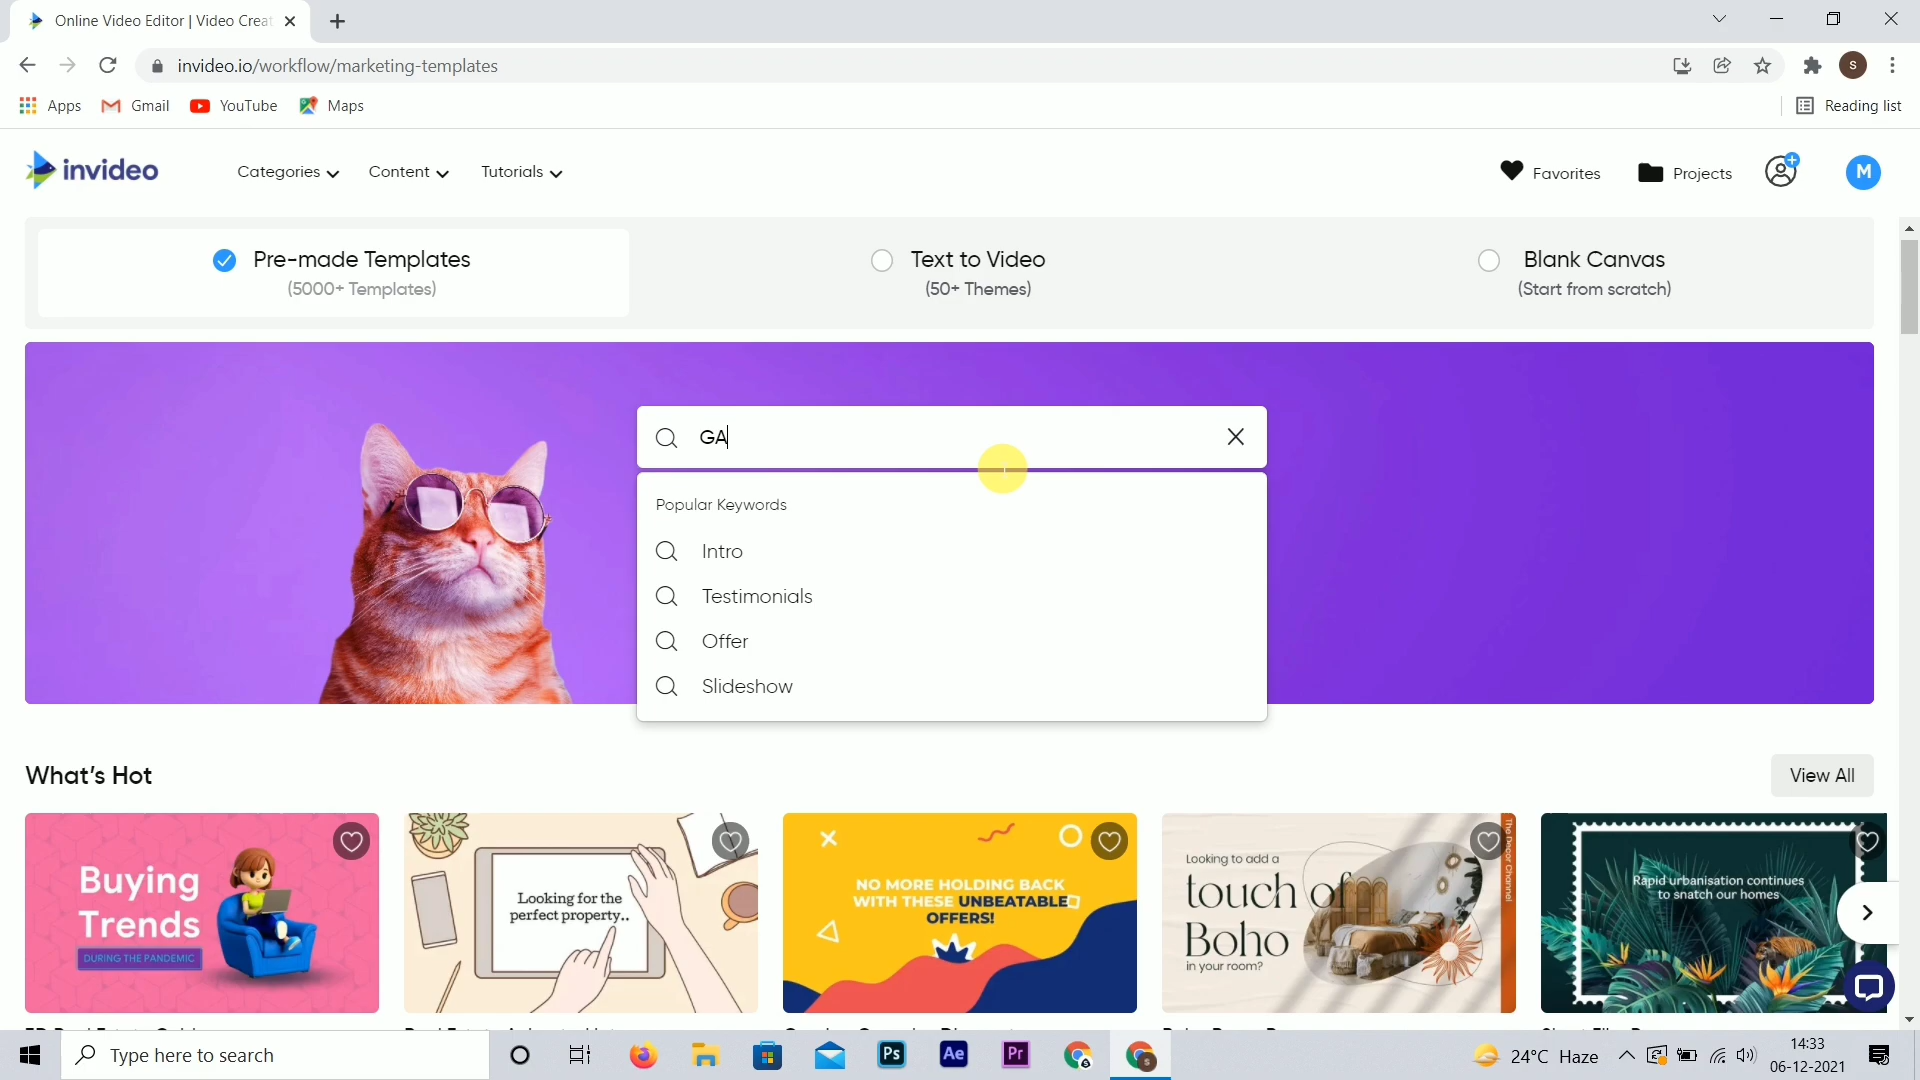 Online Video Editor | Video Creat
invideo.io/workflow/marketing-templates
S
Apps
Gmail
YouTube
Maps
Reading list
invideo
Categories
Content
Tutorials
Favorites
Projects
M
Pre-made Templates
(5000+ Templates)
Text to Video
(50+ Themes)
Blank Canvas
(Start from scratch)
GA
Popular Keywords
Intro
Testimonials
Offer
Slideshow
What's Hot
View All
Buying
Trends
DURING THE PANDEMIC
Looking for the
perfect property..
NO MORE HOLDING BACK
WITH THESE UNBEATABLE
OFFERS!
Looking to add a
touch of
Boho
in your room?
The Decor Channel
Rapid urbanisation continues
to snatch our homes
Type here to search
Ps
Ae
Pr
24°C Haze
14:33
06-12-2021